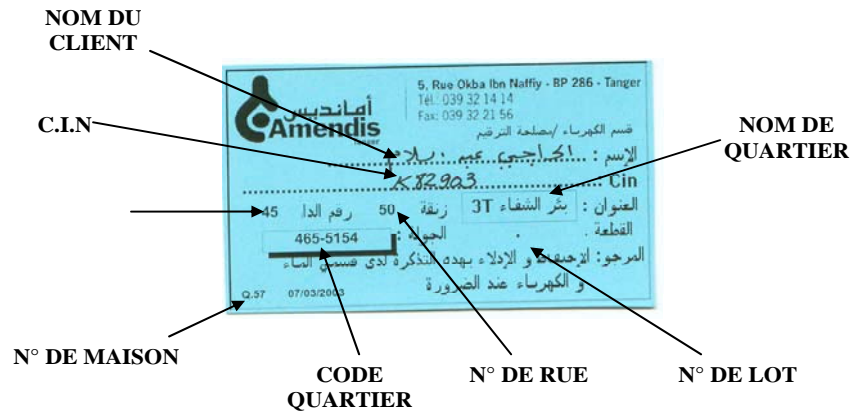 NOM DU
CLIENT
C.I.N
NOM DE
QUARTIER
N° DE MAISON
CODE
QUARTIER
N° DE RUE
N° DE LOT
أمانديس
Amendis
5, Rue Okba Ibn Naffiy - BP 286 - Tanger
Tél.: 039 32 14 14
Fax: 039 32 21 56
قسم الكهرباء /مصلحة الترقيم
الإسم :
K82903 Cin
العنوان : بئر الشفاء 3T زنقة 50 رقم الدا. 45
القطعة . . الجولة : 465-5154
المرجو: الإحتفاظ و الإدلاء بهده التذكرة لدى قسمي الماء
و الكهرباء عند الضرورة
Q.57 07/03/2003